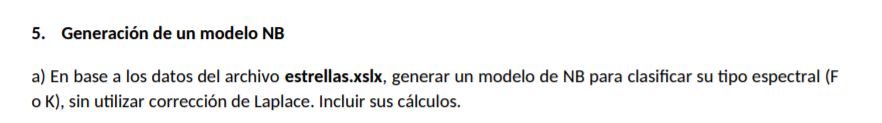 5. Generación de un modelo NB
a) En base a los datos del archivo estrellas.xslx, generar un modelo de NB para clasificar su tipo espectral (F
o K), sin utilizar corrección de Laplace. Incluir sus cálculos.